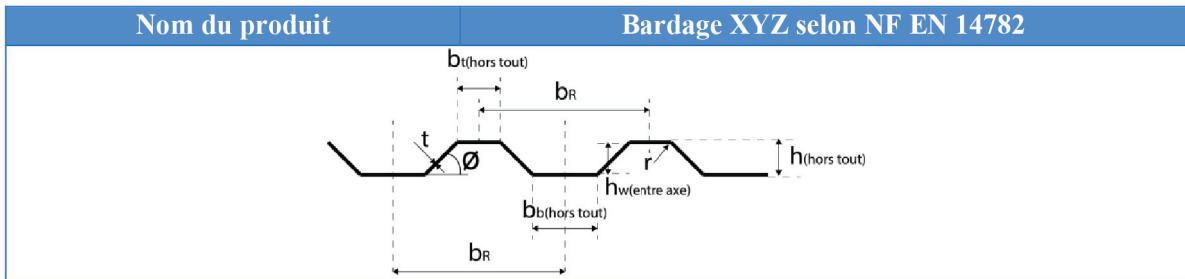 Nom du produit
Bardage XYZ selon NF EN 14782
bt(hors tout)
bR
t
Ø
r
h(hors tout)
hw(entre axe)
bb(hors tout)
bR